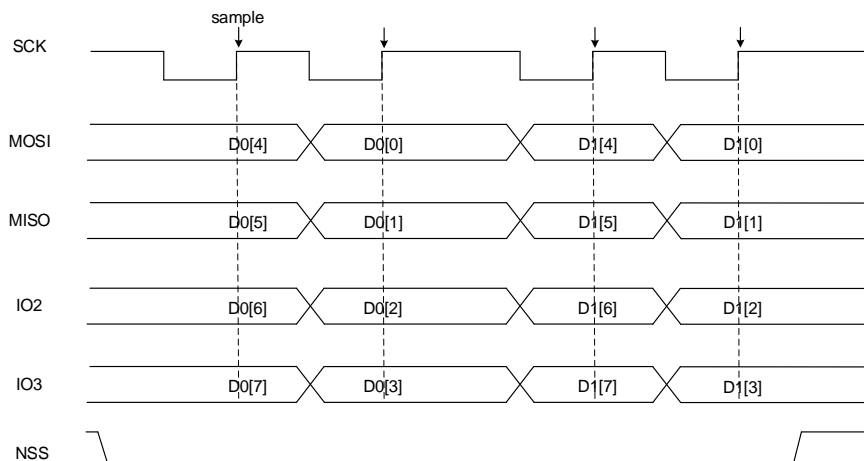 sample
SCK
MOSI D0[4] D0[0] D1[4] D1[0]
MISO D0[5] D0[1] D1[5] D1[1]
IO2 D0[6] D0[2] D1[6] D1[2]
IO3 D0[7] D0[3] D1[7] D1[3]
NSS